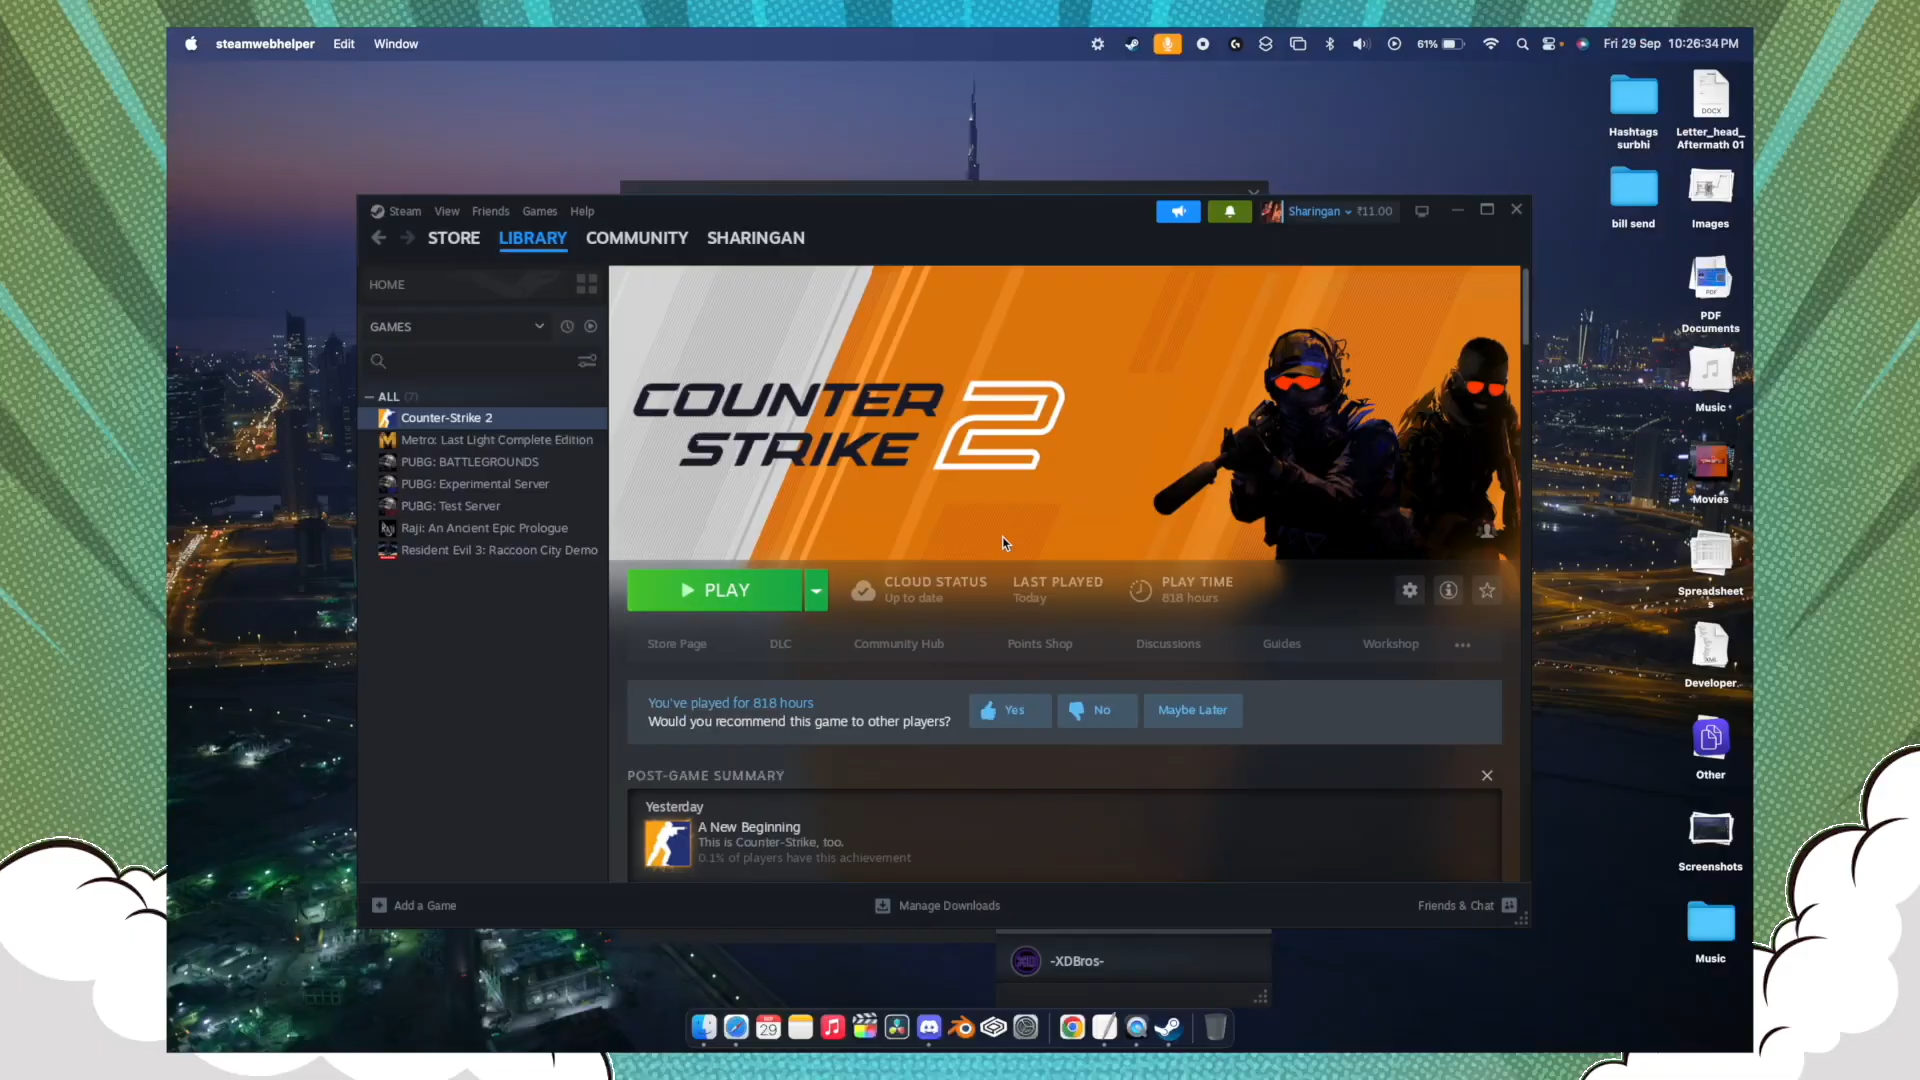 steamwebhelper Edit Window
61% Fri 29 Sep 10:26:34 PM
Hashtags surbhi
Letter_head_
Aftermath 01
DOCX
bill send
Images
PDF
PDF
Documents
Music
Movies
Spreadsheet
s
XML
Developer
Other
Screenshots
Music
Steam View Friends Games Help
Sharingan ₹11.00
STORE LIBRARY COMMUNITY SHARINGAN
HOME
GAMES
ALL (7)
Counter-Strike 2
Metro: Last Light Complete Edition
PUBG: BATTLEGROUNDS
PUBG: Experimental Server
PUBG: Test Server
Raji: An Ancient Epic Prologue
Resident Evil 3: Raccoon City Demo
COUNTER
STRIKE 2
PLAY
CLOUD STATUS
Up to date
LAST PLAYED
Today
PLAY TIME
818 hours
Store Page DLC Community Hub Points Shop Discussions Guides Workshop
You've played for 818 hours
Would you recommend this game to other players?
Yes No Maybe Later
POST-GAME SUMMARY
Yesterday
A New Beginning
This is Counter-Strike, too.
0.1% of players have this achievement
Add a Game
Manage Downloads
Friends & Chat
-XDBros-
SEP
29